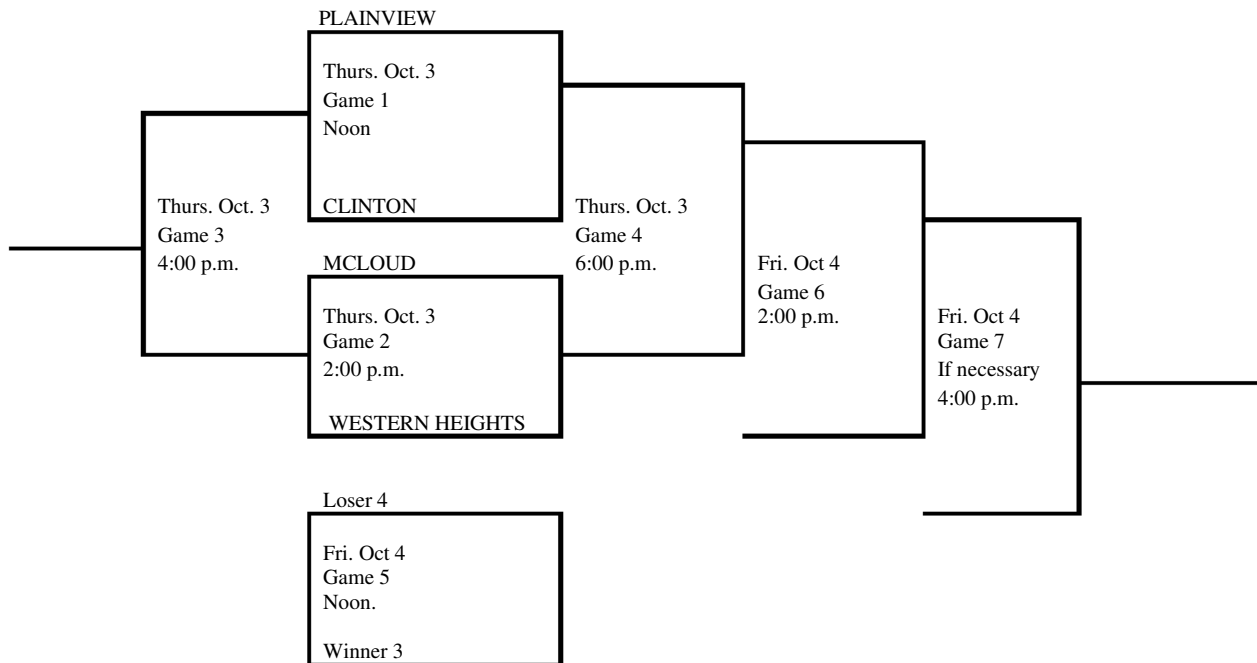 PLAINVIEW
Thurs. Oct. 3
Game 1
Noon
CLINTON
Thurs. Oct. 3
Game 3
4:00 p.m.
MCLOUD
Thurs. Oct. 3
Game 2
2:00 p.m.
WESTERN HEIGHTS
Thurs. Oct. 3
Game 4
6:00 p.m.
Fri. Oct 4
Game 6
2:00 p.m.
Fri. Oct 4
Game 7
If necessary
4:00 p.m.
Loser 4
Fri. Oct 4
Game 5
Noon.
Winner 3